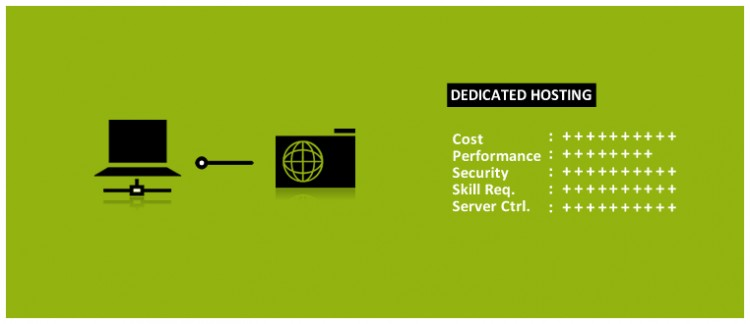 DEDICATED HOSTING
Cost : ++++++++++
Performance : ++++++++
Security : ++++++++++
Skill Req. : ++++++++++
Server Ctrl. : ++++++++++